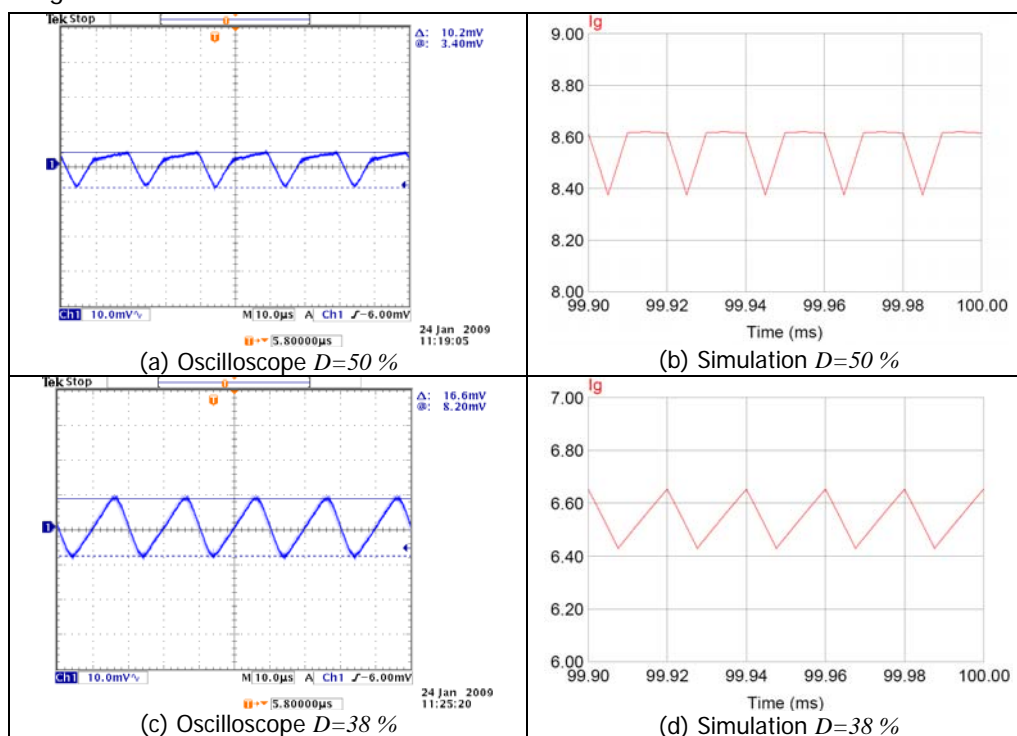 Tek Stop
Δ: 10.2mV
@: 3.40mV
1
Ch1 10.0mV∿ M 10.0µs A Ch1 ʃ −6.00mV
5.80000µs
24 Jan 2009
11:19:05
(a) Oscilloscope D=50 %
Ig
9.00
8.80
8.60
8.40
8.20
8.00
99.90 99.92 99.94 99.96 99.98 100.00
Time (ms)
(b) Simulation D=50 %
Tek Stop
Δ: 16.6mV
@: 8.20mV
1
Ch1 10.0mV∿ M 10.0µs A Ch1 ʃ −6.00mV
5.80000µs
24 Jan 2009
11:25:20
(c) Oscilloscope D=38 %
Ig
7.00
6.80
6.60
6.40
6.20
6.00
99.90 99.92 99.94 99.96 99.98 100.00
Time (ms)
(d) Simulation D=38 %